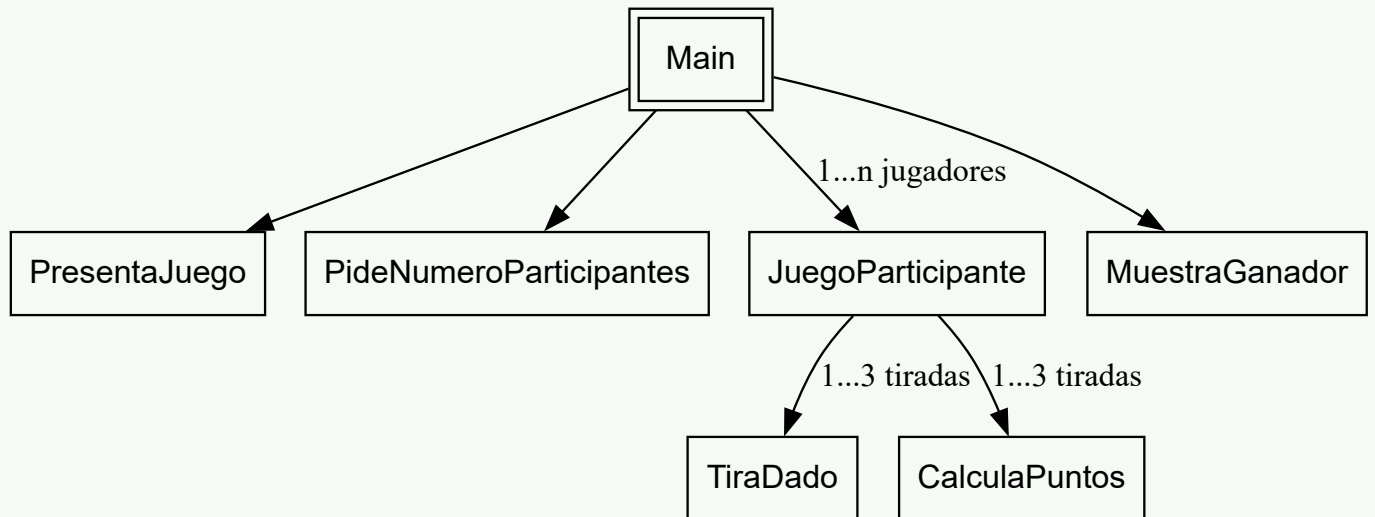 Main
1...n jugadores
PresentaJuego
PideNumeroParticipantes
JuegoParticipante
MuestraGanador
1...3 tiradas
1...3 tiradas
TiraDado
CalculaPuntos